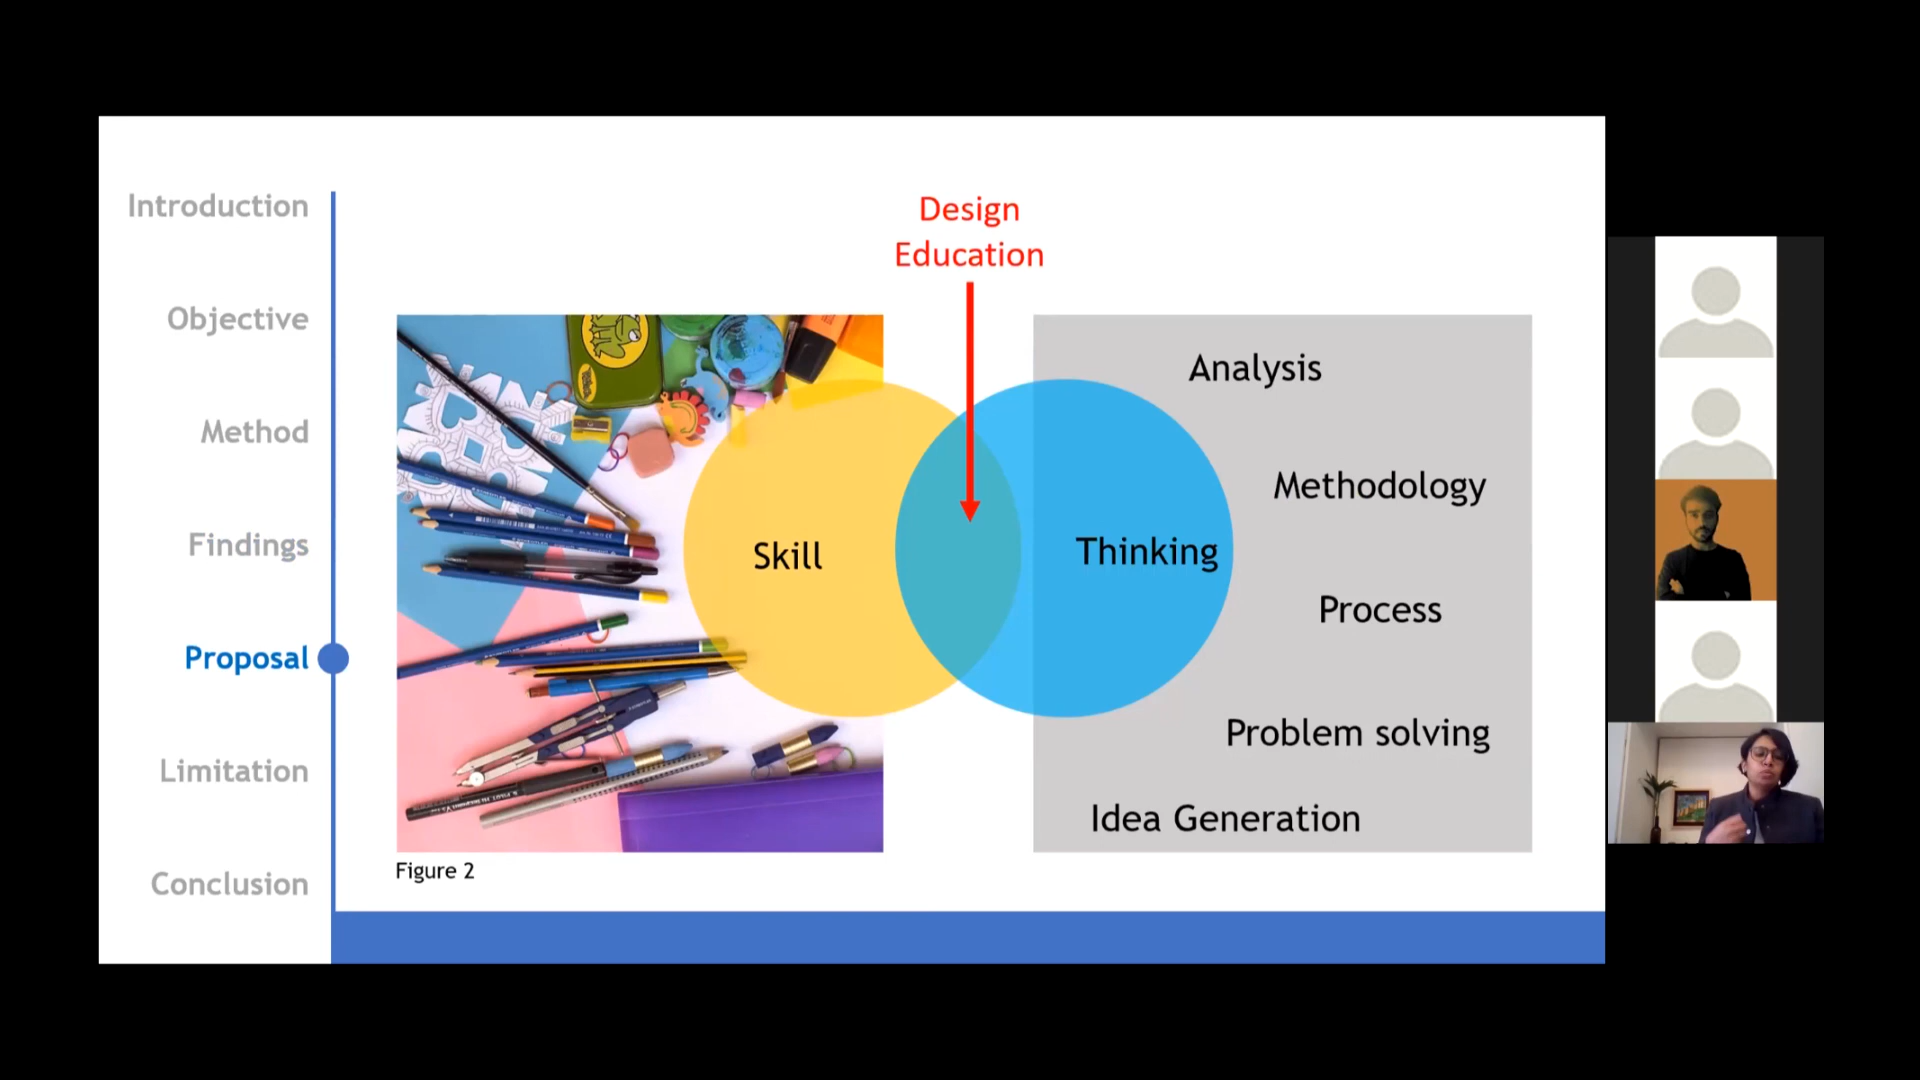 Introduction
Objective
Method
Findings
Proposal
Limitation
Conclusion
Design
Education
Skill
Thinking
Analysis
Methodology
Process
Problem solving
Idea Generation
Figure 2